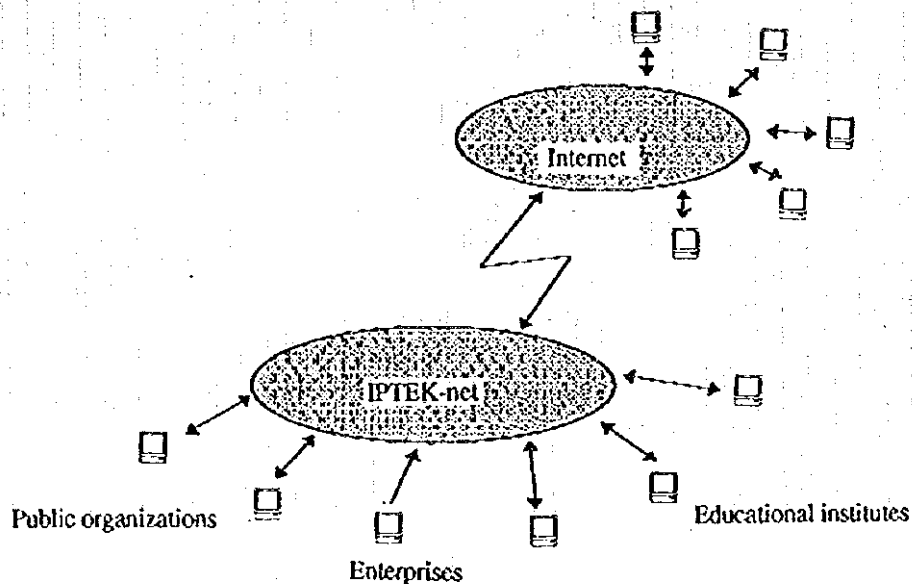 Internet
IPTEK-net
Public organizations
Educational institutes
Enterprises